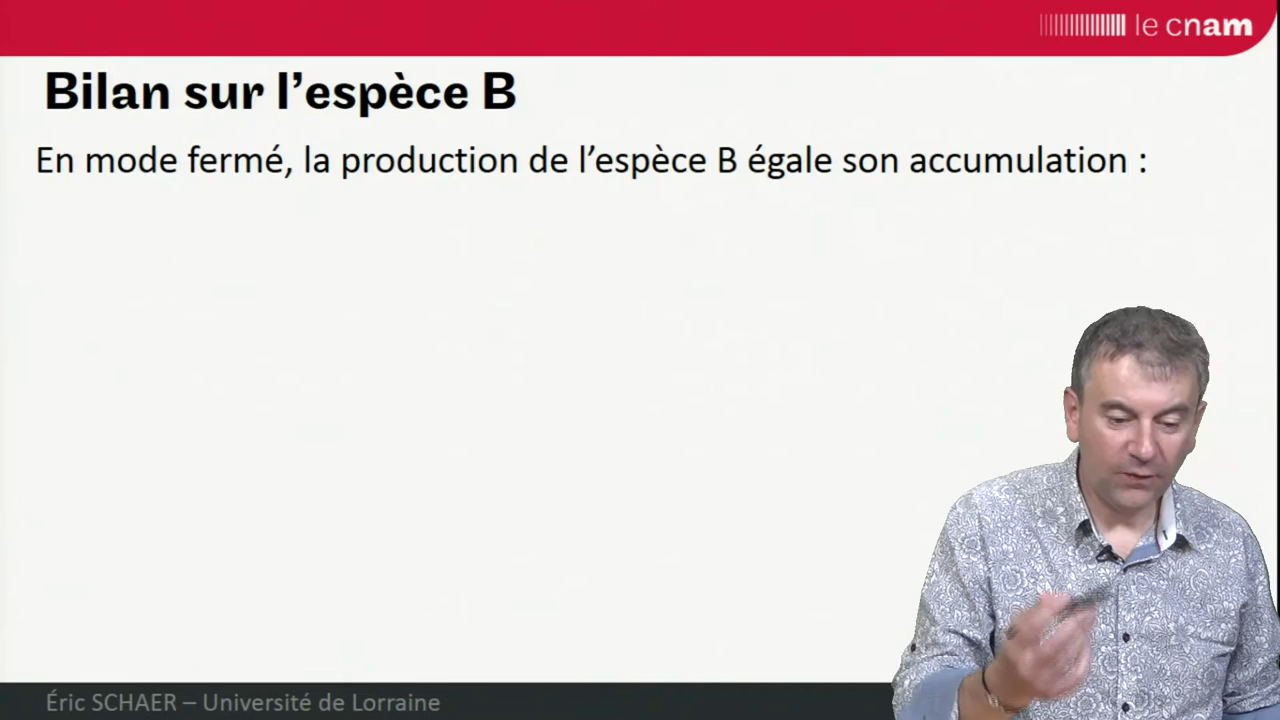 le cnam
Bilan sur l’espèce B
En mode fermé, la production de l’espèce B égale son accumulation :
Éric SCHAER – Université de Lorraine